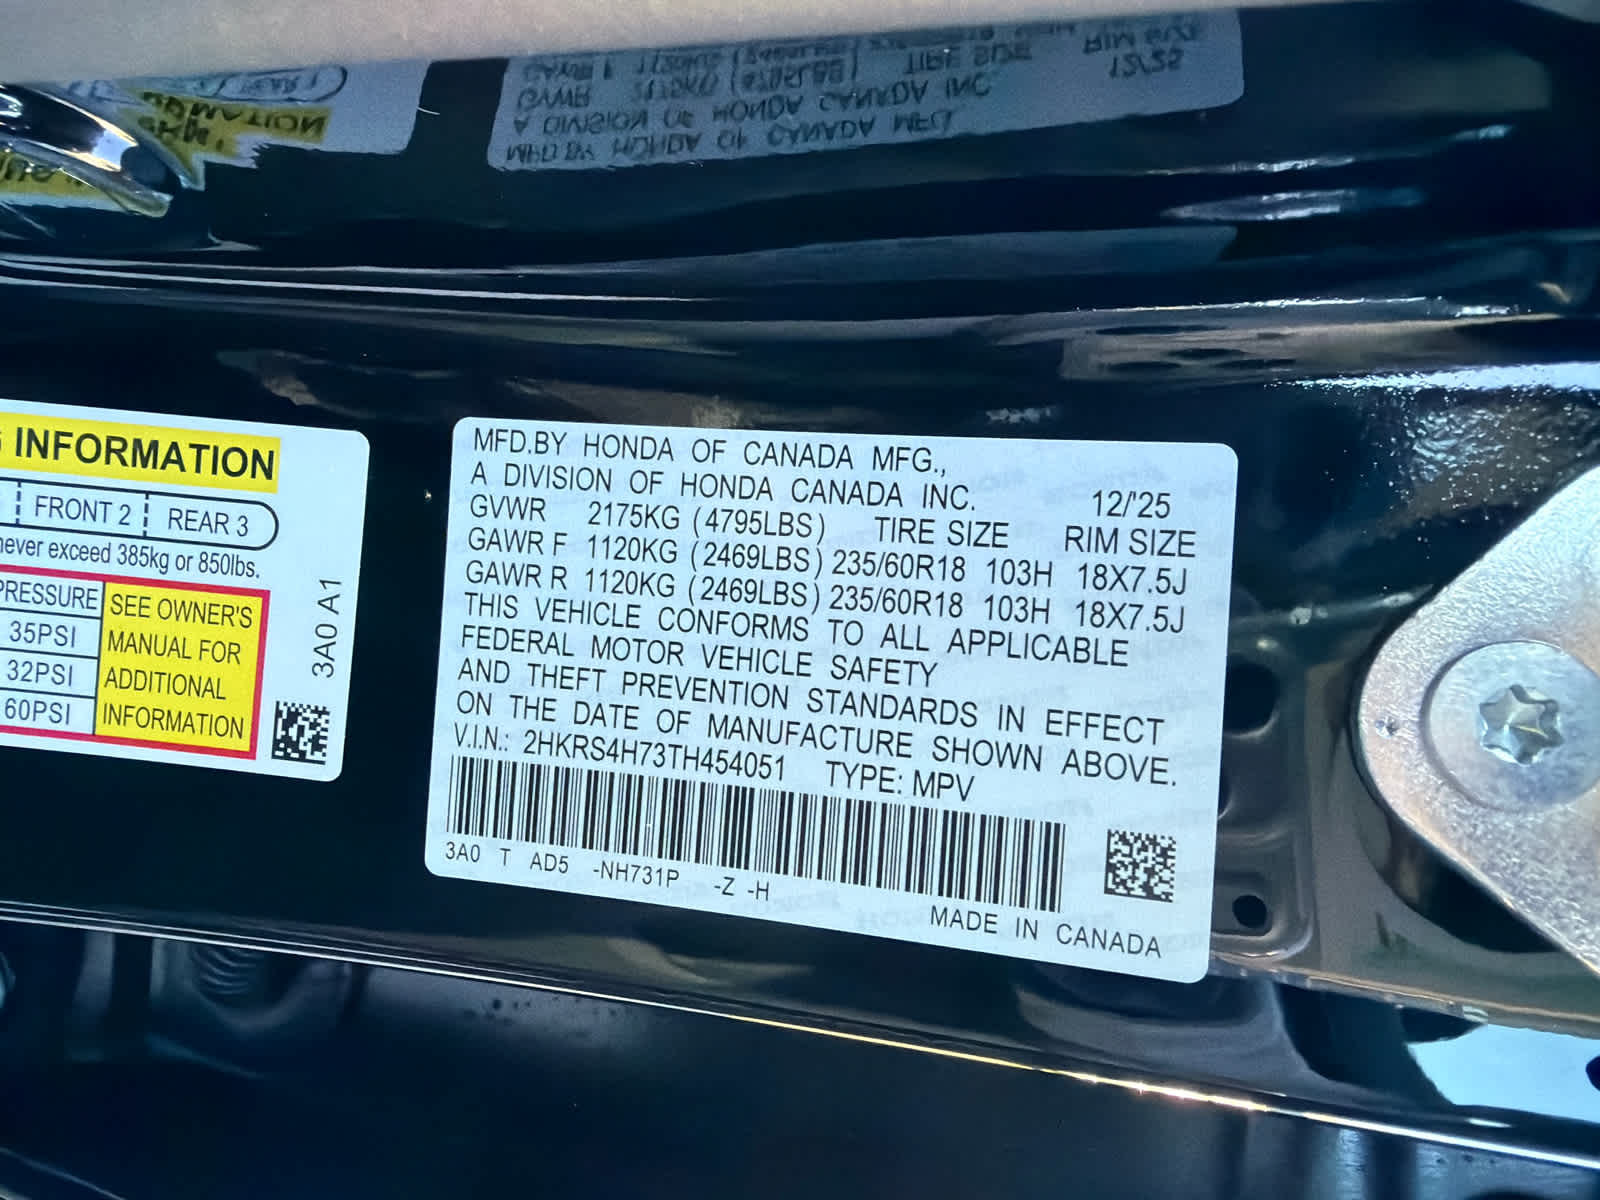 INFORMATION
FRONT 2 REAR 3
never exceed 385kg or 850lbs.
PRESSURE
35PSI
32PSI
60PSI
SEE OWNER'S
MANUAL FOR
ADDITIONAL
INFORMATION
3A0 A1
MFD.BY HONDA OF CANADA MFG.,
A DIVISION OF HONDA CANADA INC. 12/'25
GVWR 2175KG (4795LBS) TIRE SIZE RIM SIZE
GAWR F 1120KG (2469LBS) 235/60R18 103H 18X7.5J
GAWR R 1120KG (2469LBS) 235/60R18 103H 18X7.5J
THIS VEHICLE CONFORMS TO ALL APPLICABLE
FEDERAL MOTOR VEHICLE SAFETY
AND THEFT PREVENTION STANDARDS IN EFFECT
ON THE DATE OF MANUFACTURE SHOWN ABOVE.
V.I.N.: 2HKRS4H73TH454051 TYPE: MPV
3A0 T AD5 -NH731P -Z -H
MADE IN CANADA